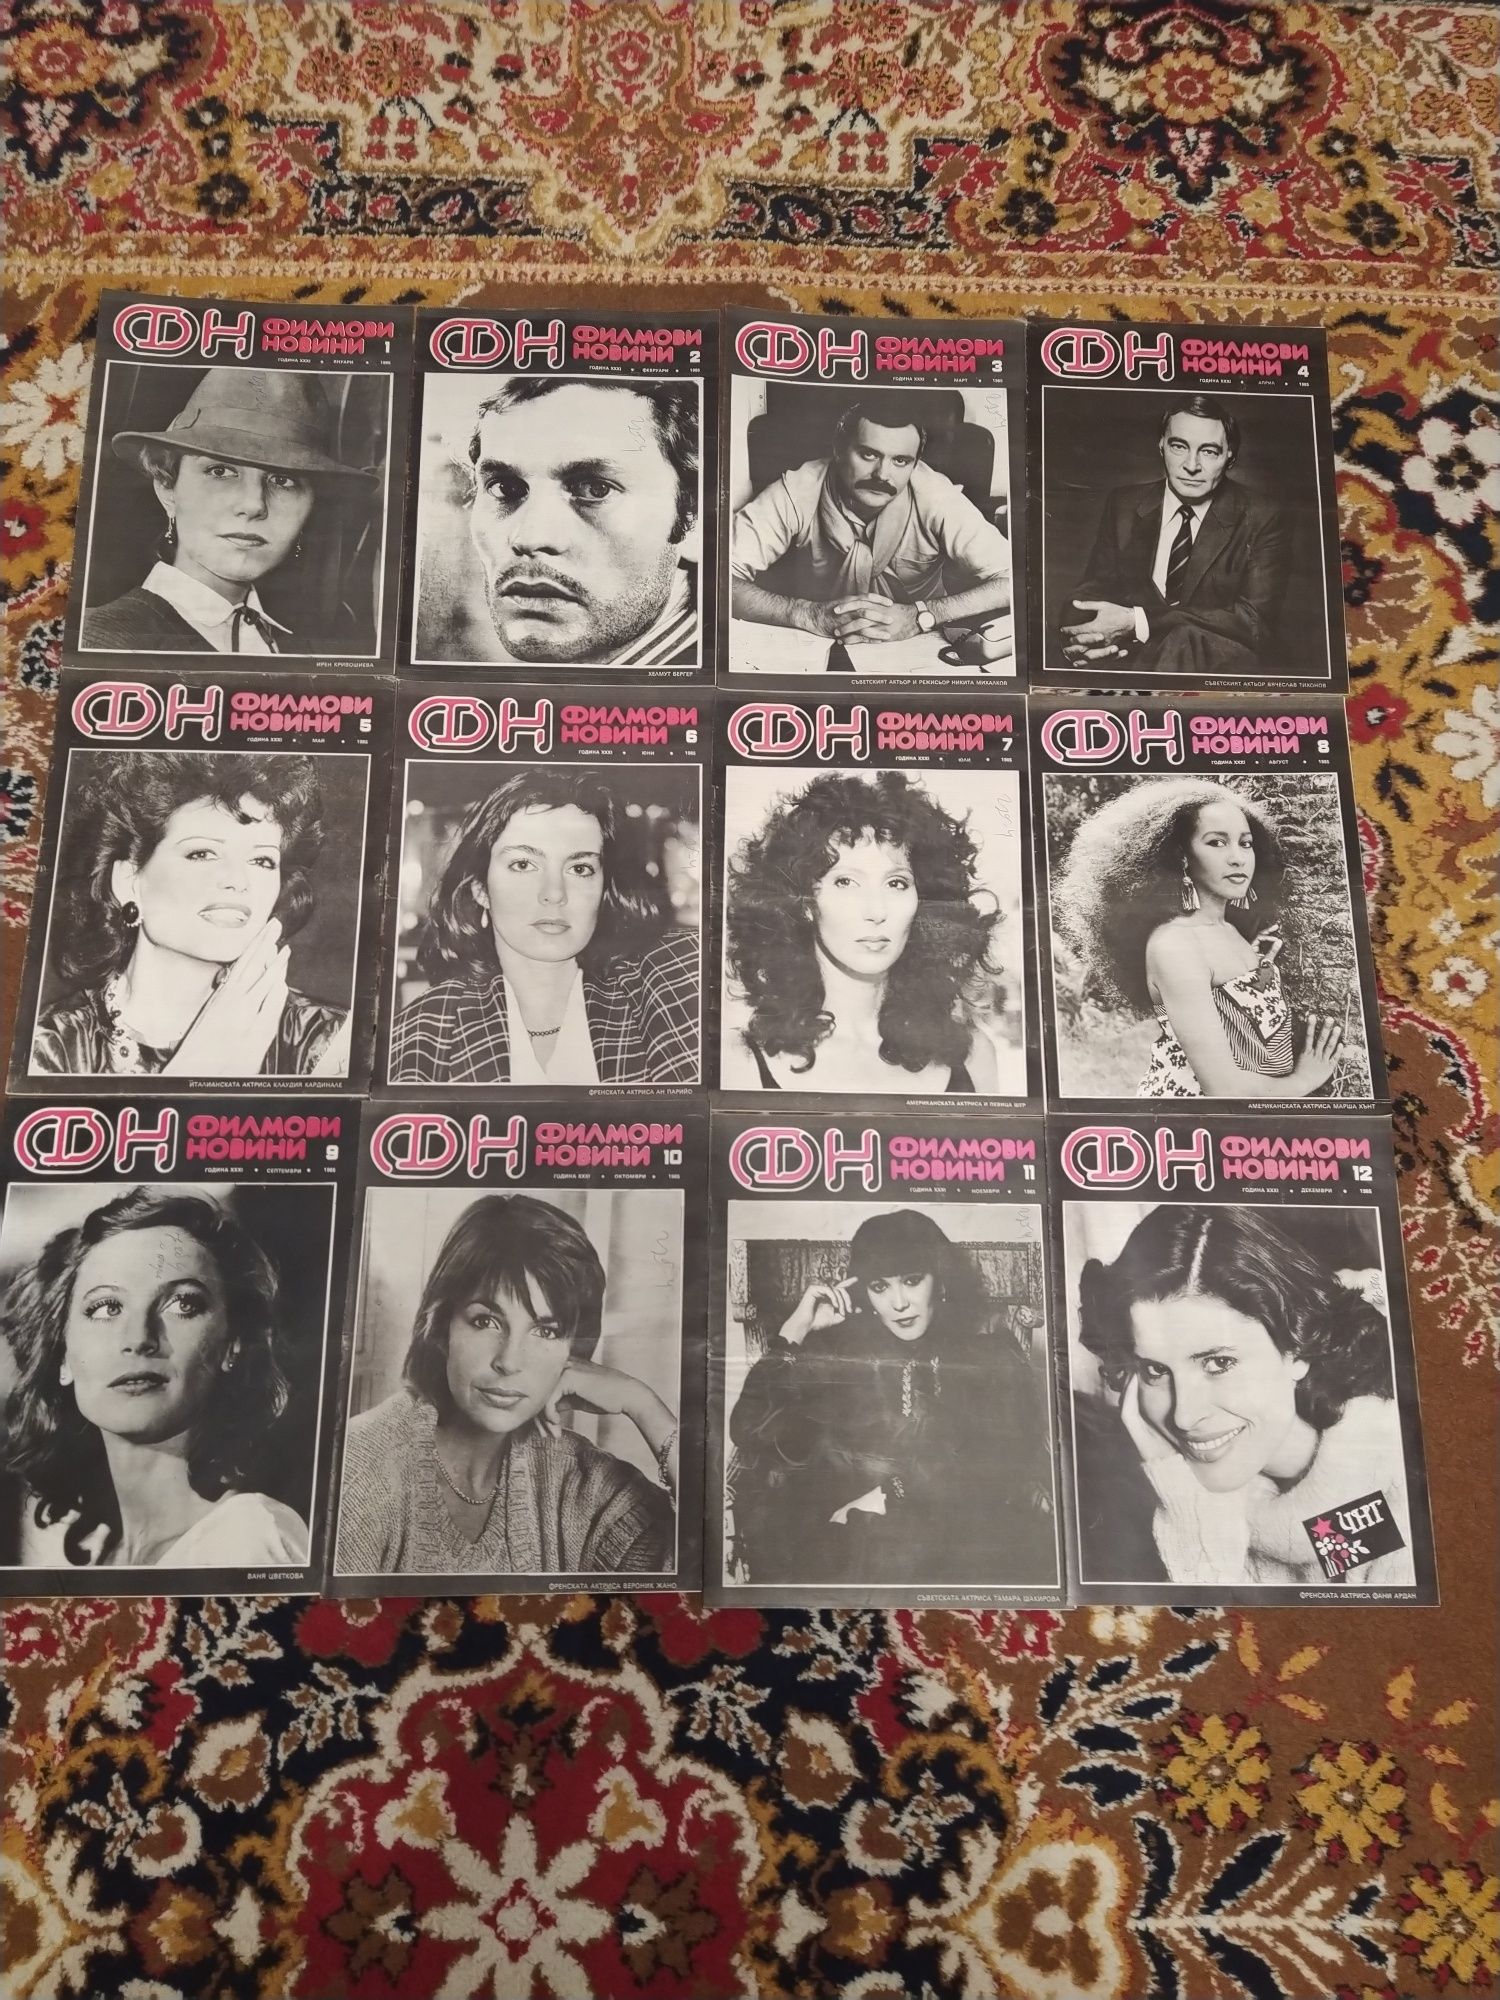 ФН ФИЛМОВИ
НОВИНИ 1
ГОДИНА XXXI • ЯНУАРИ • 1985
ИРЕН КРИВОШИЕВА
ФН ФИЛМОВИ
НОВИНИ 2
ГОДИНА XXXI • ФЕВРУАРИ • 1985
ХЕЛМУТ БЕРГЕР
ФН ФИЛМОВИ
НОВИНИ 3
ГОДИНА XXXI • МАРТ • 1985
СЪВЕТСКИЯТ АКТЬОР И РЕЖИСЬОР НИКИТА МИХАЛКОВ
ФН ФИЛМОВИ
НОВИНИ 4
ГОДИНА XXXI • АПРИЛ • 1985
СЪВЕТСКИЯТ АКТЬОР ВЯЧЕСЛАВ ТИХОНОВ
ФН ФИЛМОВИ
НОВИНИ 5
ГОДИНА XXXI • МАЙ • 1985
ИТАЛИАНСКАТА АКТРИСА КЛАУДИЯ КАРДИНАЛЕ
ФН ФИЛМОВИ
НОВИНИ 6
ГОДИНА XXXI • ЮНИ • 1985
ФРЕНСКАТА АКТРИСА АН ПАРИЙО
ФН ФИЛМОВИ
НОВИНИ 7
ГОДИНА XXXI • ЮЛИ • 1985
АМЕРИКАНСКАТА АКТРИСА И ПЕВИЦА ШЕР
ФН ФИЛМОВИ
НОВИНИ 8
ГОДИНА XXXI • АВГУСТ • 1985
АМЕРИКАНСКАТА АКТРИСА МАРША ХЪНТ
ФН ФИЛМОВИ
НОВИНИ 9
ГОДИНА XXXI • СЕПТЕМВРИ • 1985
ВАНЯ ЦВЕТКОВА
ФН ФИЛМОВИ
НОВИНИ 10
ГОДИНА XXXI • ОКТОМВРИ • 1985
ФРЕНСКАТА АКТРИСА ВЕРОНИК ЖАНО
ФН ФИЛМОВИ
НОВИНИ 11
ГОДИНА XXXI • НОЕМВРИ • 1985
СЪВЕТСКАТА АКТРИСА ТАМАРА ШАКИРОВА
ФН ФИЛМОВИ
НОВИНИ 12
ГОДИНА XXXI • ДЕКЕМВРИ • 1985
ЧНГ
ФРЕНСКАТА АКТРИСА ФАНИ АРДАН